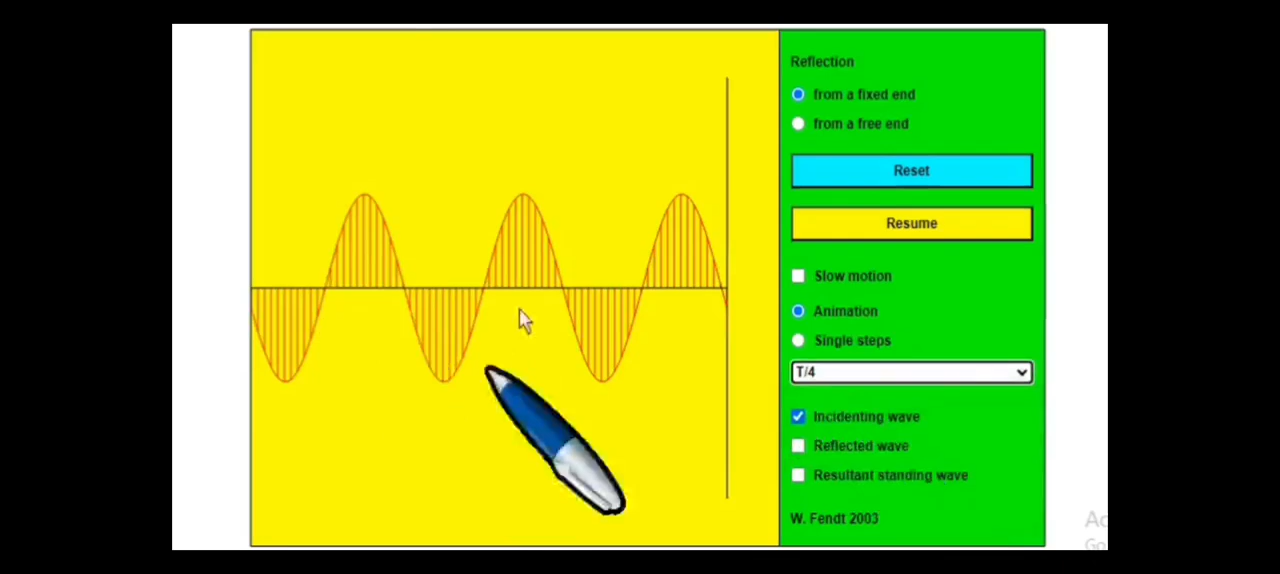 Reflection
from a fixed end
from a free end
Reset
Resume
Slow motion
Animation
Single steps
T/4
Incidenting wave
Reflected wave
Resultant standing wave
W. Fendt 2003